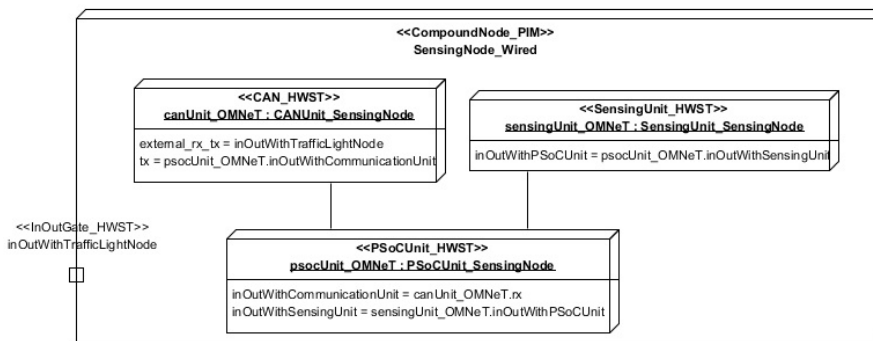 <<CompoundNode_PIM>>
SensingNode_Wired
<<CAN_HWST>>
canUnit_OMNeT : CANUnit_SensingNode
external_rx_tx = inOutWithTrafficLightNode
tx = psocUnit_OMNeT.inOutWithCommunicationUnit
<<SensingUnit_HWST>>
sensingUnit_OMNeT : SensingUnit_SensingNode
inOutWithPSoCUnit = psocUnit_OMNeT.inOutWithSensingUnit
<<InOutGate_HWST>>
inOutWithTrafficLightNode
<<PSoCUnit_HWST>>
psocUnit_OMNeT : PSoCUnit_SensingNode
inOutWithCommunicationUnit = canUnit_OMNeT.rx
inOutWithSensingUnit = sensingUnit_OMNeT.inOutWithPSoCUnit